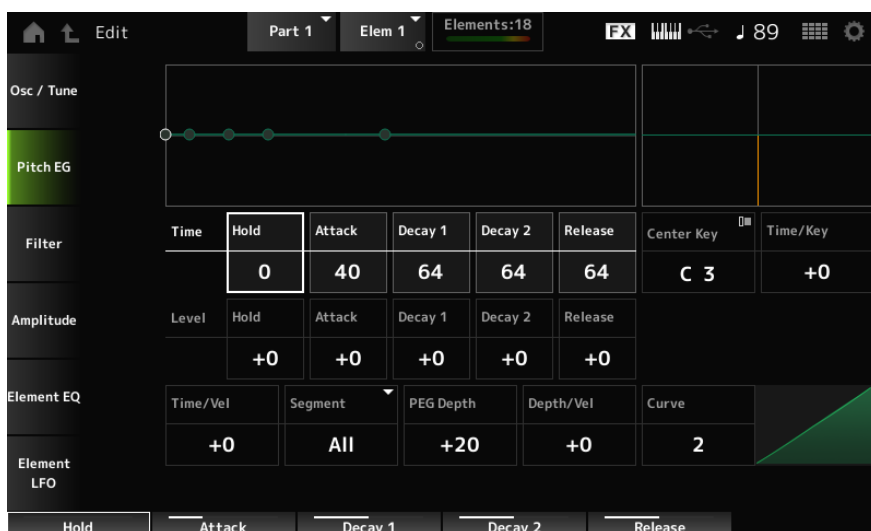 Edit Part 1 Elem 1 Elements:18 FX ♩ 89
Osc / Tune
Pitch EG
Filter
Amplitude
Element EQ
Element
LFO
Time Hold Attack Decay 1 Decay 2 Release Center Key Time/Key
0 40 64 64 64 C 3 +0
Level Hold Attack Decay 1 Decay 2 Release
+0 +0 +0 +0 +0
Time/Vel Segment PEG Depth Depth/Vel Curve
+0 All +20 +0 2
Hold Attack Decay 1 Decay 2 Release